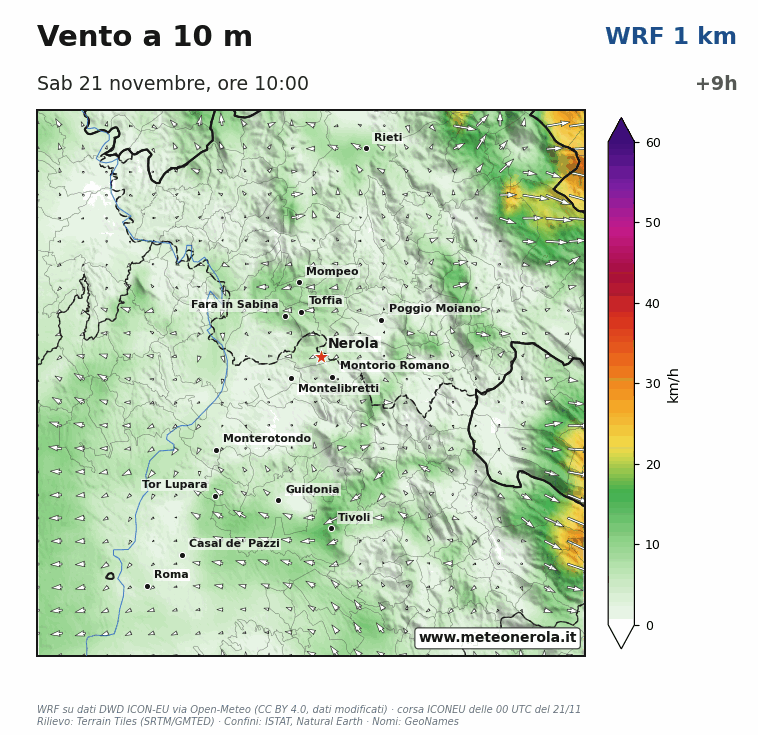 Vento a 10 m
WRF 1 km
Sab 21 novembre, ore 10:00
+9h
Rieti
Mompeo
Fara in Sabina
Toffia
Poggio Moiano
Nerola
Montorio Romano
Montelibretti
Monterotondo
Tor Lupara
Guidonia
Tivoli
Casal de' Pazzi
Roma
www.meteonerola.it
60
50
40
30
20
10
0
km/h
WRF su dati DWD ICON-EU via Open-Meteo (CC BY 4.0, dati modificati) · corsa ICONEU delle 00 UTC del 21/11
Rilievo: Terrain Tiles (SRTM/GMTED) · Confini: ISTAT, Natural Earth · Nomi: GeoNames